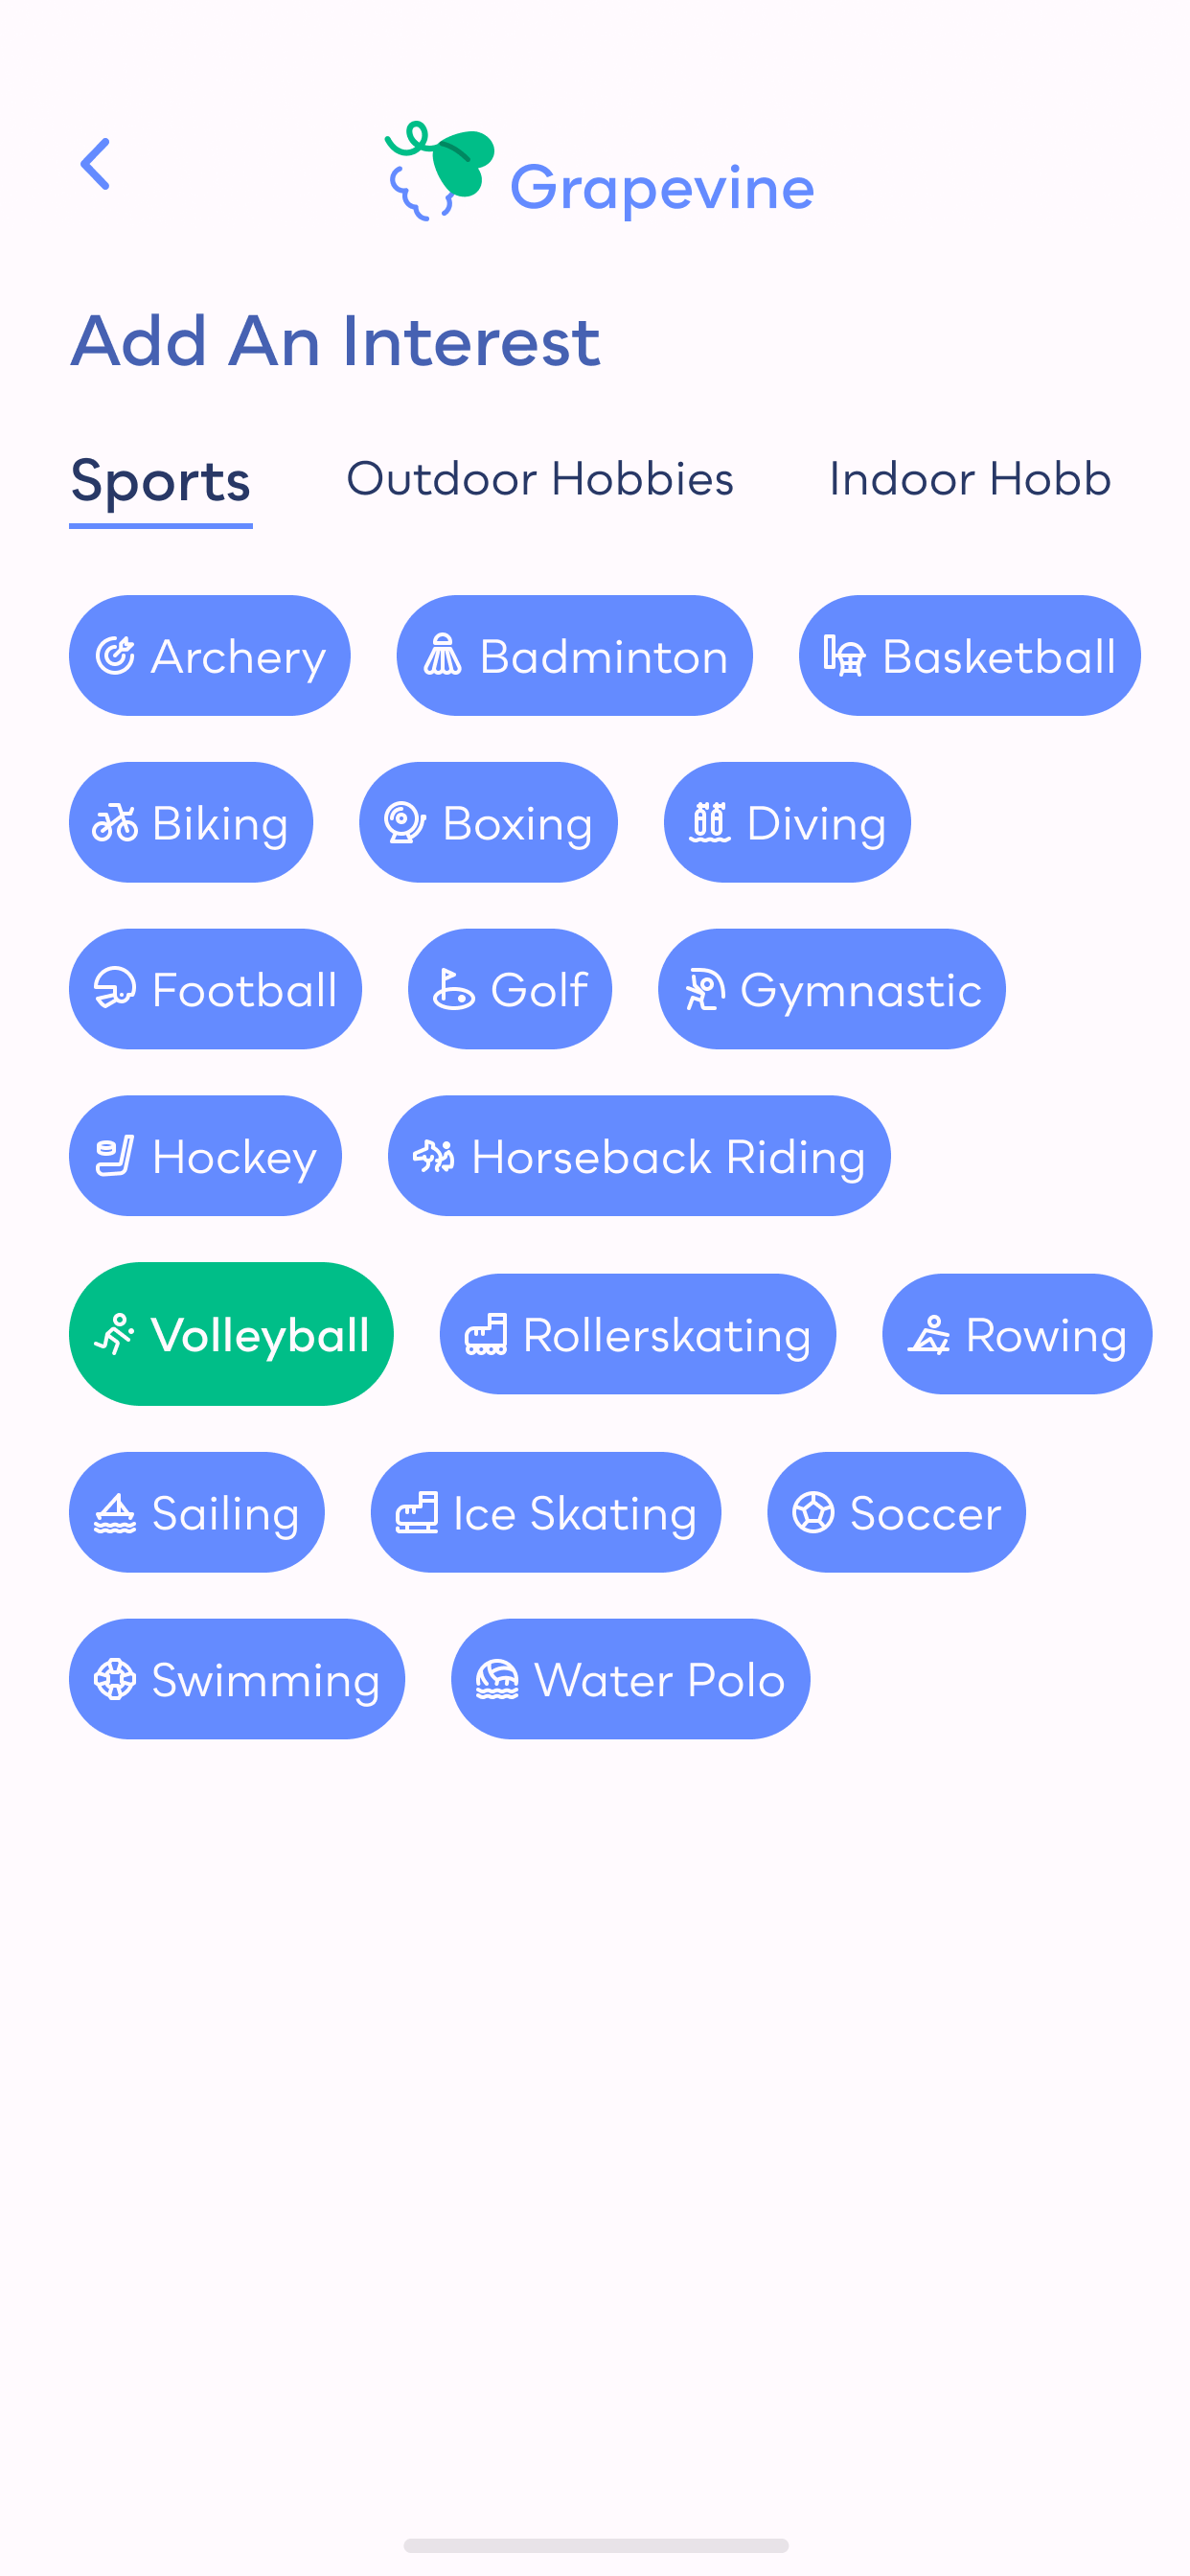 Grapevine
Add An Interest
Sports Outdoor Hobbies Indoor Hobb
Archery Badminton Basketball
Biking Boxing Diving
Football Golf Gymnastic
Hockey Horseback Riding
Volleyball Rollerskating Rowing
Sailing Ice Skating Soccer
Swimming Water Polo